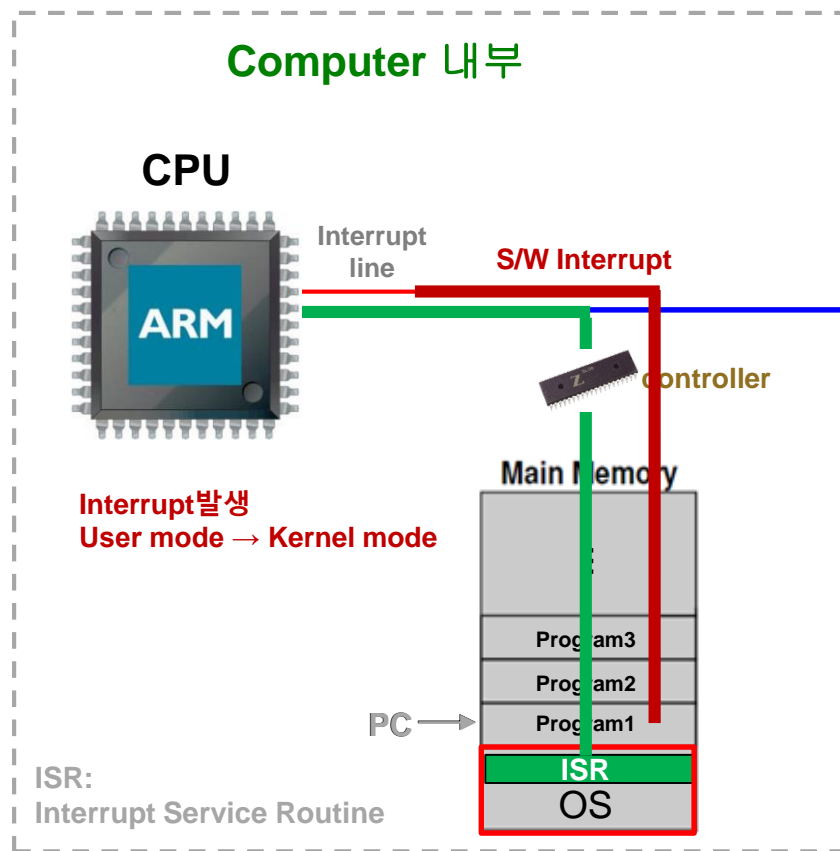 Computer 내부
CPU
Interrupt
line
S/W Interrupt
ARM
Z
controller
Interrupt발생
User mode → Kernel mode
Main Memory
Program3
Program2
PC
Program1
ISR
OS
ISR:
Interrupt Service Routine